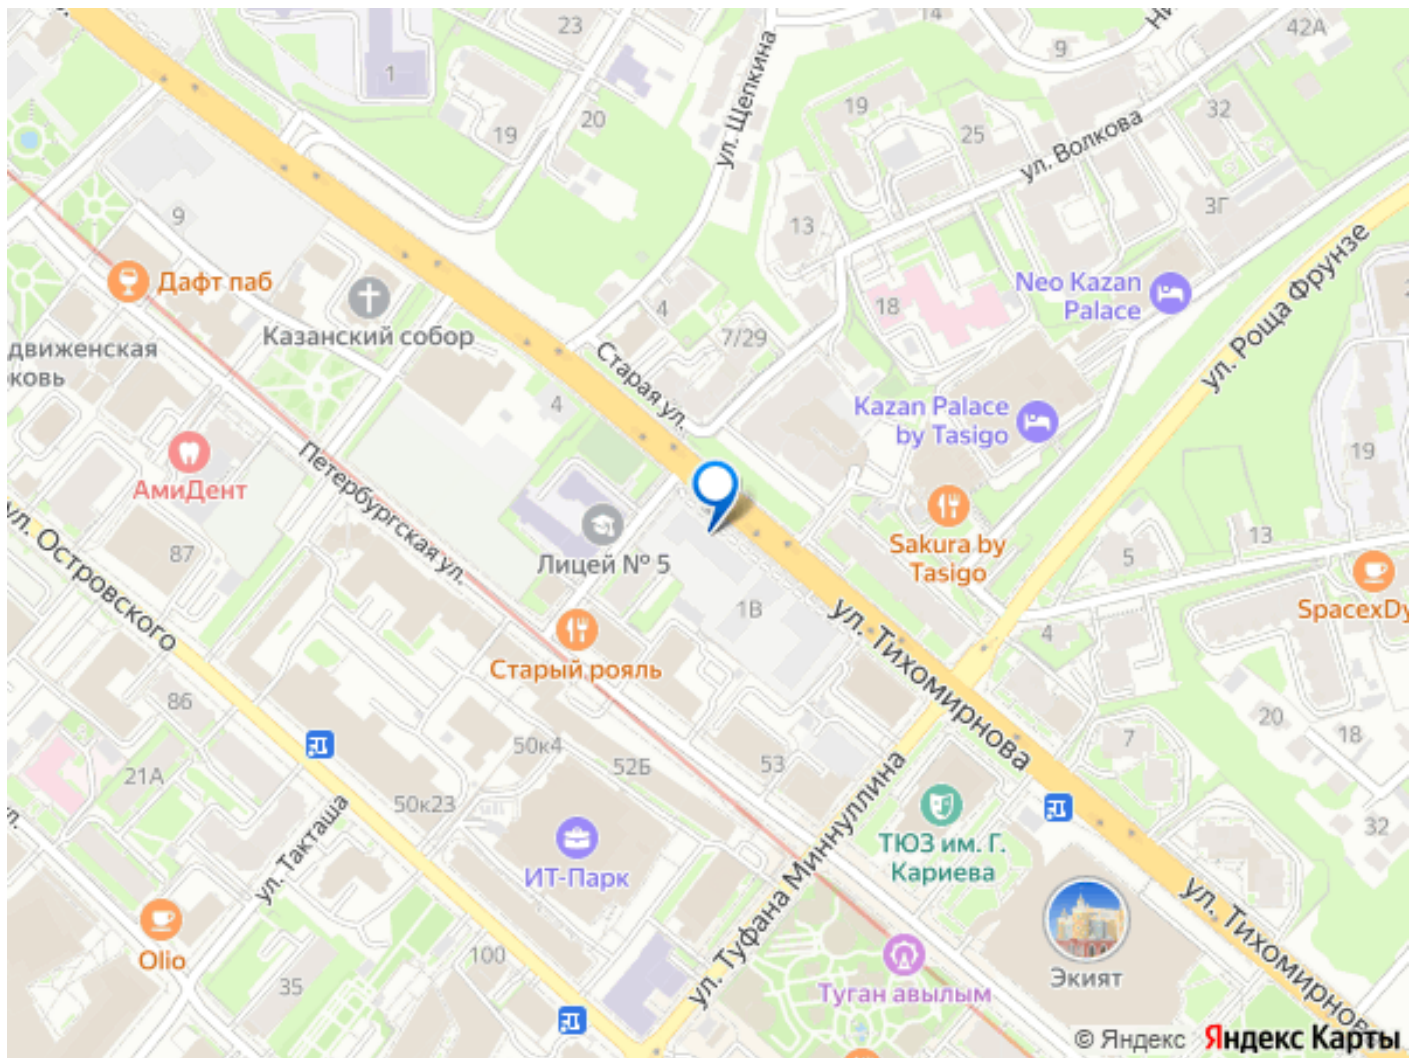 23
14
42А
1
9
ул. Щепкина
19
20
19
32
25
ул. Волкова
9
13
3Г
Дафт паб
Казанский собор
4
7/29
18
Neo Kazan
Palace
ул. Роща Фрунзе
движенская
Старая ул.
4
Kazan Palace
by Tasigo
19
АмиДент
Петербургская ул.
87
ул. Островского
Лицей № 5
Sakura by
Tasigo
5
13
SpacexDy
1В
ул. Тихомирнова
4
Старый рояль
86
21А
50к4
52Б
53
7
20
18
50к23
ул. Такташа
ИТ-Парк
ул. Туфана Миннуллина
ТЮЗ им. Г.
Кариева
32
ул. Тихомирнова
Olio
35
100
Туган авылым
Экият
© Яндекс Яндекс Карты